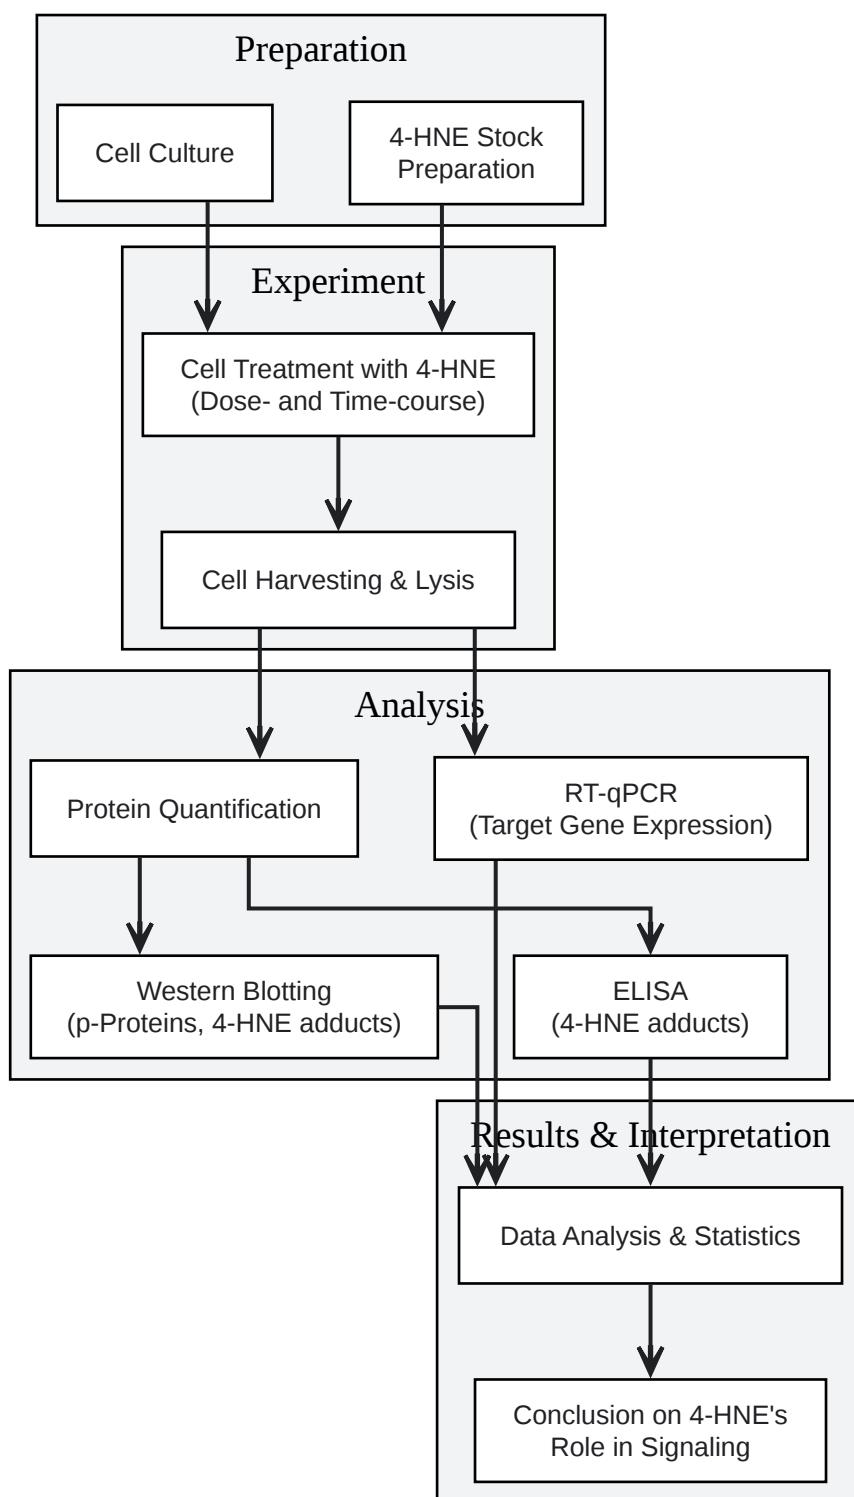 Preparation
Cell Culture
4-HNE Stock
Preparation
Experiment
Cell Treatment with 4-HNE
(Dose- and Time-course)
Cell Harvesting & Lysis
Analysis
Protein Quantification
RT-qPCR
(Target Gene Expression)
Western Blotting
(p-Proteins, 4-HNE adducts)
ELISA
(4-HNE adducts)
Results & Interpretation
Data Analysis & Statistics
Conclusion on 4-HNE's
Role in Signaling